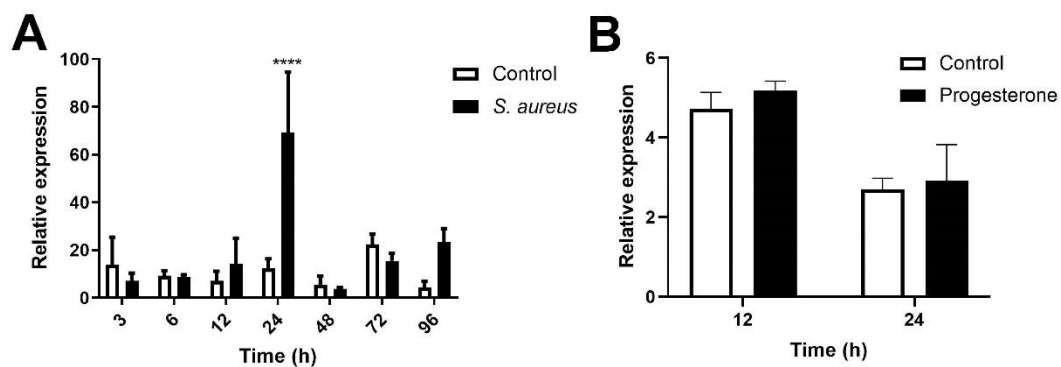 A
Relative expression
100
80
60
40
20
0
****
Control
S. aureus
3
6
12
24
48
72
96
Time (h)
B
Relative expression
6
4
2
0
Control
Progesterone
12
24
Time (h)